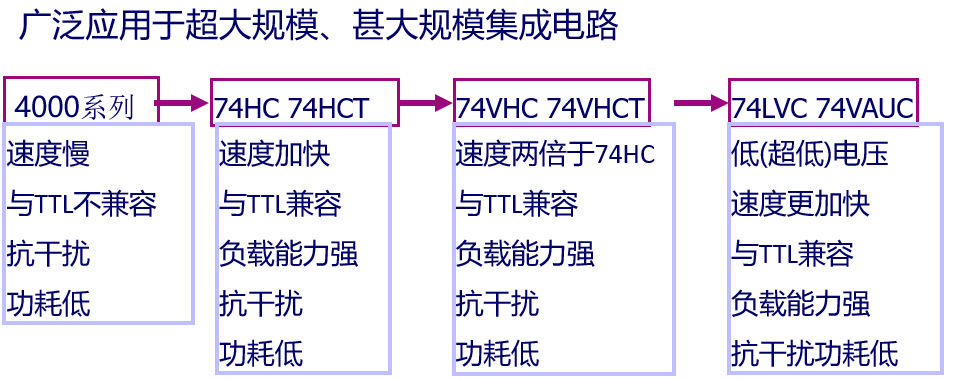 广泛应用于超大规模、甚大规模集成电路
4000系列
速度慢
与TTL不兼容
抗干扰
功耗低
74HC 74HCT
速度加快
与TTL兼容
负载能力强
抗干扰
功耗低
74VHC 74VHCT
速度两倍于74HC
与TTL兼容
负载能力强
抗干扰
功耗低
74LVC 74VAUC
低(超低)电压
速度更加快
与TTL兼容
负载能力强
抗干扰功耗低